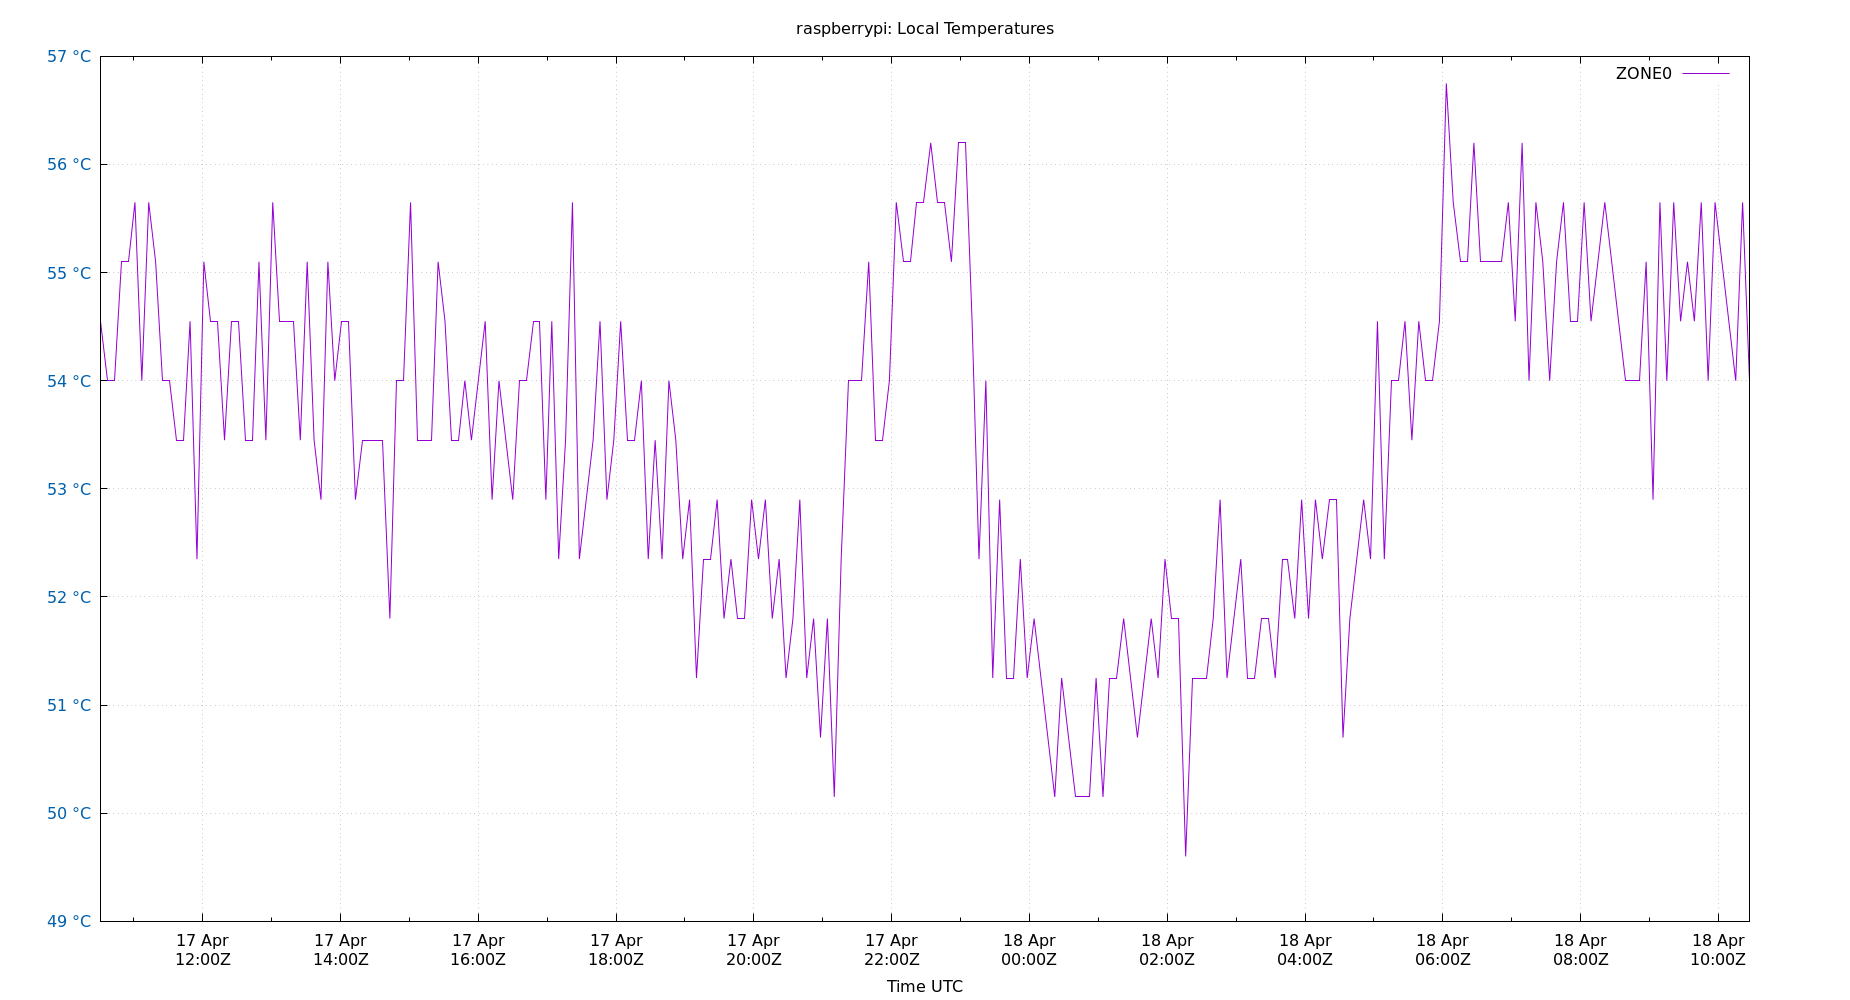 raspberrypi: Local Temperatures
57 °C
ZONE0
56 °C
55 °C
54 °C
53 °C
52 °C
51 °C
50 °C
49 °C
17 Apr 17 Apr 17 Apr 17 Apr 17 Apr 17 Apr 18 Apr 18 Apr 18 Apr 18 Apr 18 Apr 18 Apr
12:00Z 14:00Z 16:00Z 18:00Z 20:00Z 22:00Z 00:00Z 02:00Z 04:00Z 06:00Z 08:00Z 10:00Z
Time UTC